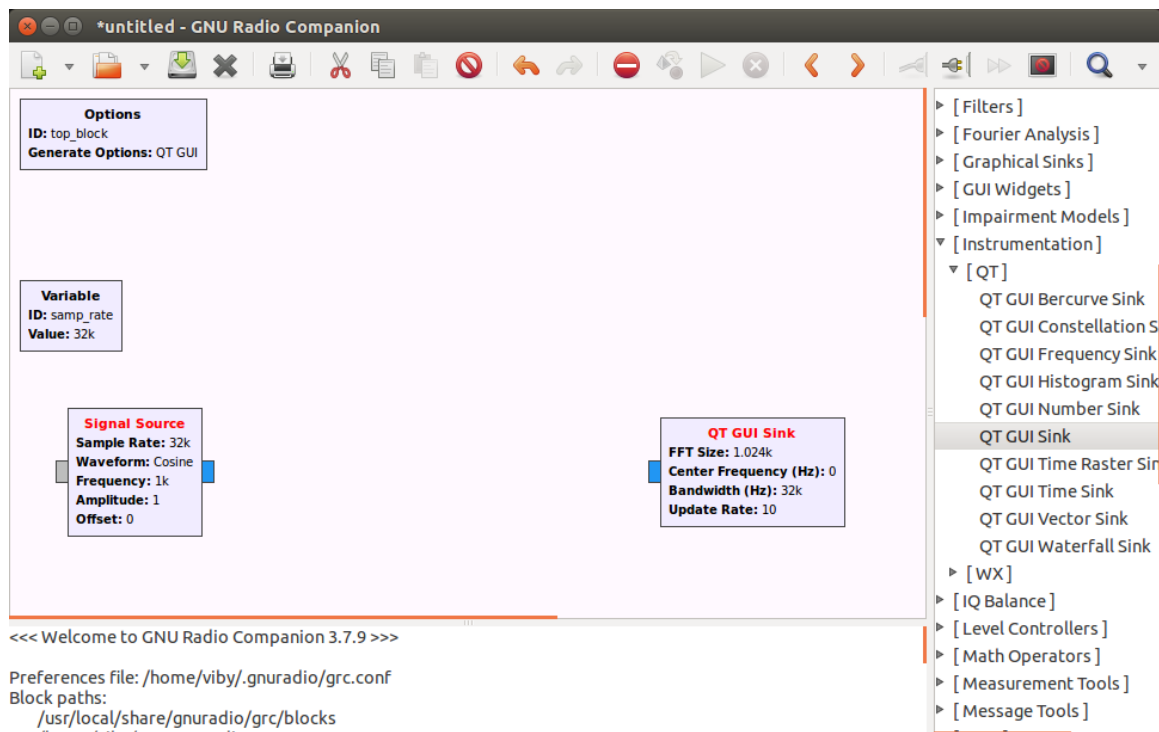 *untitled - GNU Radio Companion
Options
ID: top_block
Generate Options: QT GUI
Variable
ID: samp_rate
Value: 32k
Signal Source
Sample Rate: 32k
Waveform: Cosine
Frequency: 1k
Amplitude: 1
Offset: 0
QT GUI Sink
FFT Size: 1.024k
Center Frequency (Hz): 0
Bandwidth (Hz): 32k
Update Rate: 10
[ Filters ]
[ Fourier Analysis ]
[ Graphical Sinks ]
[ GUI Widgets ]
[ Impairment Models ]
[ Instrumentation ]
[ QT ]
QT GUI Bercurve Sink
QT GUI Constellation S
QT GUI Frequency Sink
QT GUI Histogram Sink
QT GUI Number Sink
QT GUI Sink
QT GUI Time Raster Sin
QT GUI Time Sink
QT GUI Vector Sink
QT GUI Waterfall Sink
[ WX ]
[ IQ Balance ]
[ Level Controllers ]
[ Math Operators ]
[ Measurement Tools ]
[ Message Tools ]
<<< Welcome to GNU Radio Companion 3.7.9 >>>
Preferences file: /home/viby/.gnuradio/grc.conf
Block paths:
/usr/local/share/gnuradio/grc/blocks